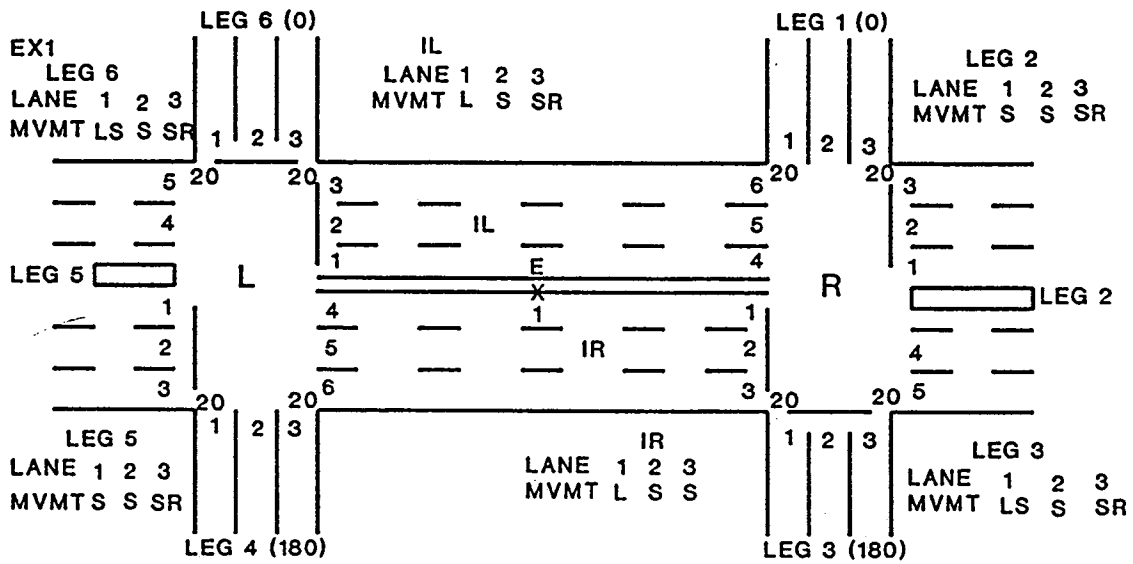 LEG 6 (0) LEG 1 (0)
EX1 IL
LEG 6 LEG 2
LANE 1 2 3 LANE 1 2 3 LANE 1 2 3
MVMT LS S SR MVMT L S SR MVMT S S SR
1 2 3 1 2 3
5 20 20 3 6 20 20 3
4 2 IL 5 2
LEG 5 L 1 E 4 R 1
X LEG 2
1 4 1 1
2 5 IR 2 4
3 20 20 6 3 20 20 5
LEG 5 1 2 3 IR 1 2 3 LEG 3
LANE 1 2 3 LANE 1 2 3 LANE 1 2 3
MVMT S S SR MVMT L S S MVMT LS S SR
LEG 4 (180) LEG 3 (180)